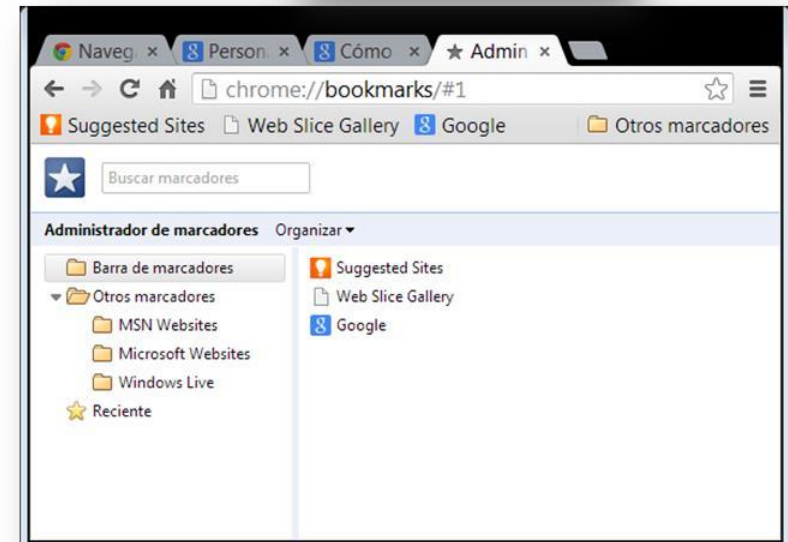 Naveg Person Cómo Admin
chrome://bookmarks/#1
Suggested Sites Web Slice Gallery Google Otros marcadores
Buscar marcadores
Administrador de marcadores Organizar
Barra de marcadores
Otros marcadores
MSN Websites
Microsoft Websites
Windows Live
Reciente
Suggested Sites
Web Slice Gallery
Google